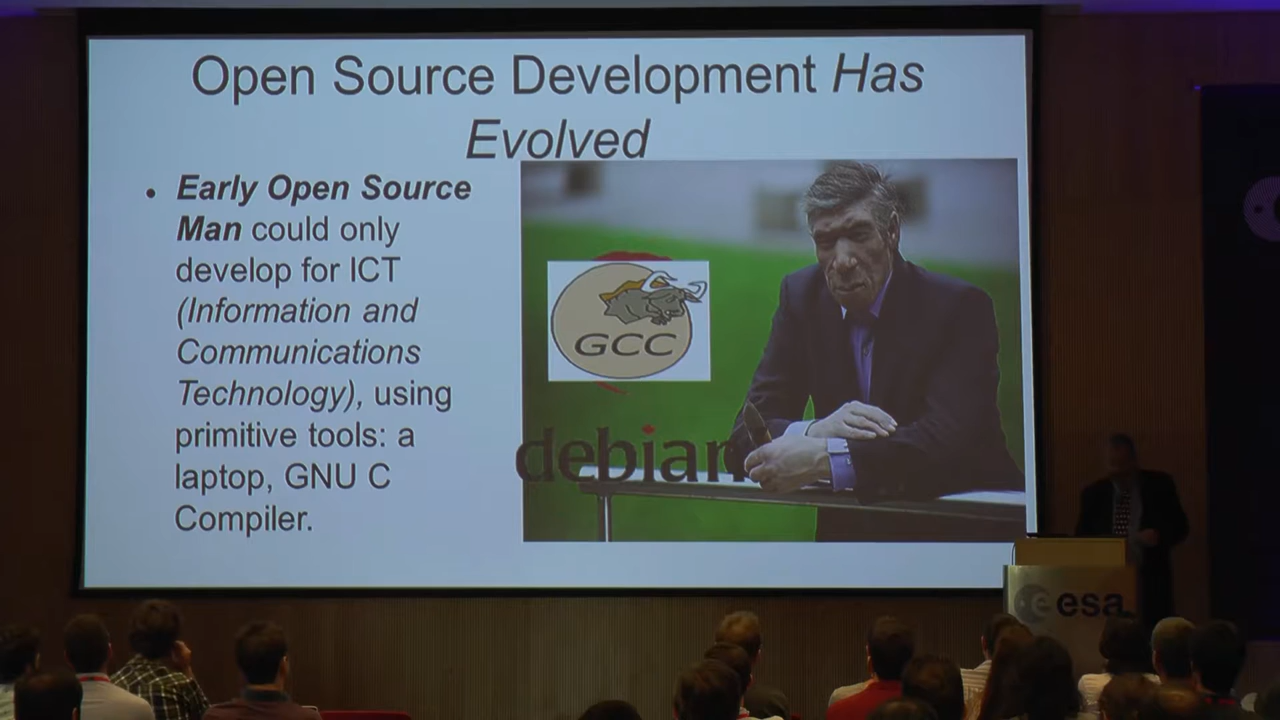 Open Source Development Has
Evolved
• Early Open Source
Man could only
develop for ICT
(Information and
Communications
Technology), using
primitive tools: a
laptop, GNU C
Compiler.
GCC
debian
esa